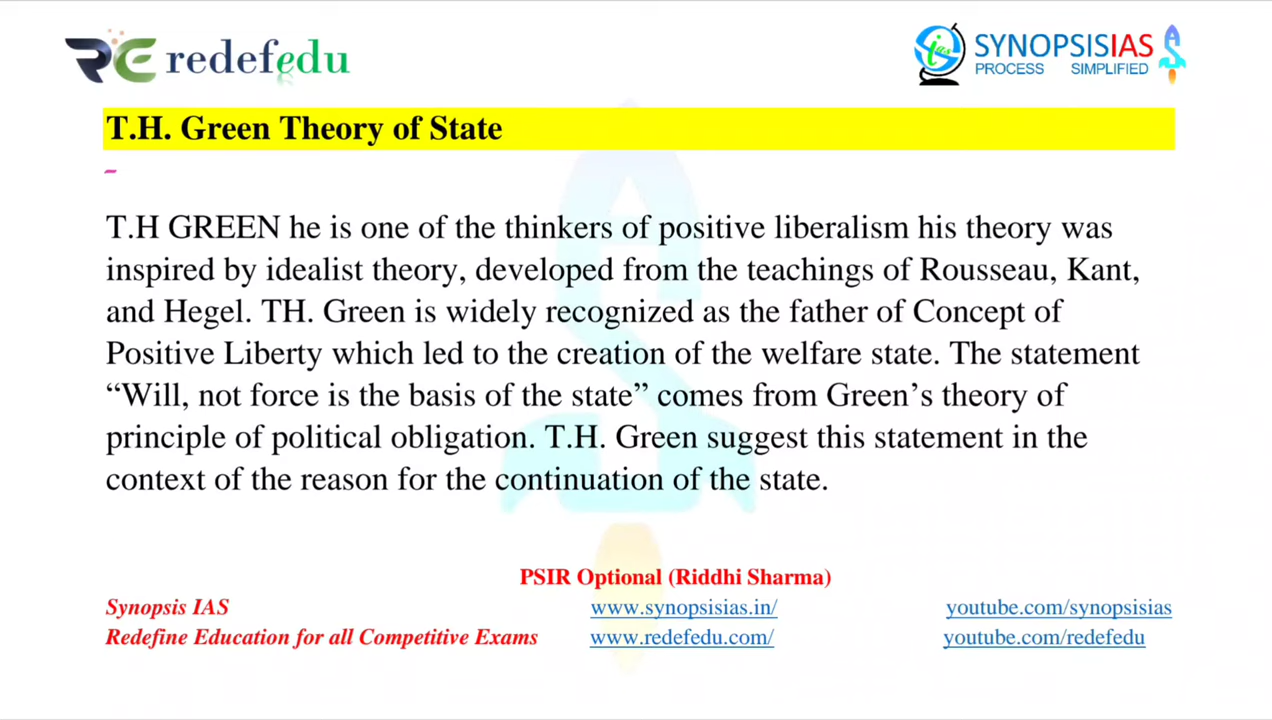 redefedu
SYNOPSISIAS
PROCESS SIMPLIFIED
T.H. Green Theory of State
T.H GREEN he is one of the thinkers of positive liberalism his theory was
inspired by idealist theory, developed from the teachings of Rousseau, Kant,
and Hegel. TH. Green is widely recognized as the father of Concept of
Positive Liberty which led to the creation of the welfare state. The statement
“Will, not force is the basis of the state” comes from Green’s theory of
principle of political obligation. T.H. Green suggest this statement in the
context of the reason for the continuation of the state.
PSIR Optional (Riddhi Sharma)
Synopsis IAS www.synopsisias.in/ youtube.com/synopsisias
Redefine Education for all Competitive Exams www.redefedu.com/ youtube.com/redefedu